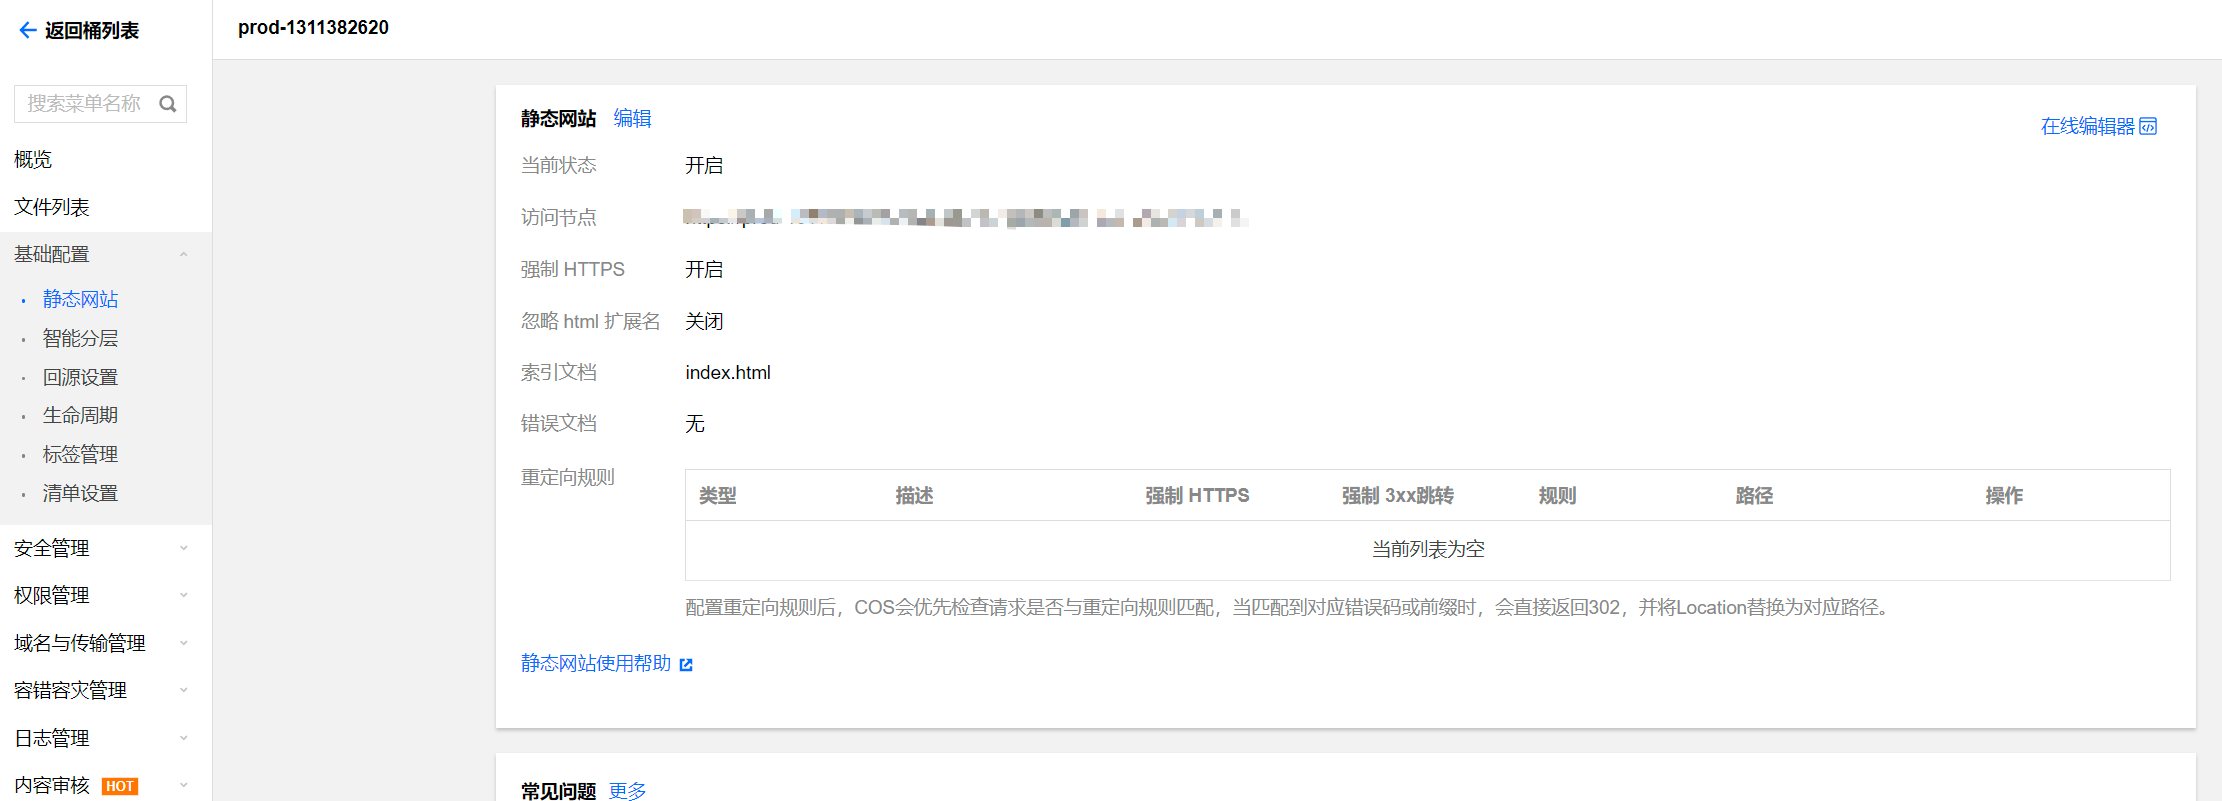 返回桶列表
prod-1311382620
搜索菜单名称
概览
文件列表
基础配置
静态网站
智能分层
回源设置
生命周期
标签管理
清单设置
安全管理
权限管理
域名与传输管理
容错容灾管理
日志管理
内容审核 HOT
静态网站 编辑
在线编辑器
当前状态 开启
访问节点
强制 HTTPS 开启
忽略 html 扩展名 关闭
索引文档 index.html
错误文档 无
重定向规则
类型 描述 强制 HTTPS 强制 3xx跳转 规则 路径 操作
当前列表为空
配置重定向规则后，COS会优先检查请求是否与重定向规则匹配，当匹配到对应错误码或前缀时，会直接返回302，并将Location替换为对应路径。
静态网站使用帮助
常见问题 更多